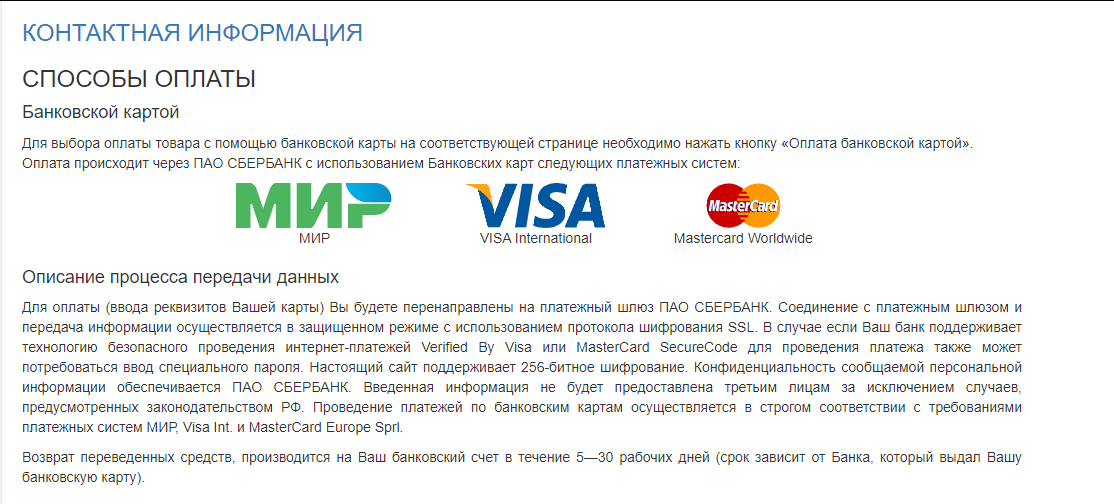 КОНТАКТНАЯ ИНФОРМАЦИЯ
СПОСОБЫ ОПЛАТЫ
Банковской картой
Для выбора оплаты товара с помощью банковской карты на соответствующей странице необходимо нажать кнопку «Оплата банковской картой».
Оплата происходит через ПАО СБЕРБАНК с использованием Банковских карт следующих платежных систем:
МИР VISA MasterCard
МИР VISA International Mastercard Worldwide
Описание процесса передачи данных
Для оплаты (ввода реквизитов Вашей карты) Вы будете перенаправлены на платежный шлюз ПАО СБЕРБАНК. Соединение с платежным шлюзом и
передача информации осуществляется в защищенном режиме с использованием протокола шифрования SSL. В случае если Ваш банк поддерживает
технологию безопасного проведения интернет-платежей Verified By Visa или MasterCard SecureCode для проведения платежа также может
потребоваться ввод специального пароля. Настоящий сайт поддерживает 256-битное шифрование. Конфиденциальность сообщаемой персональной
информации обеспечивается ПАО СБЕРБАНК. Введенная информация не будет предоставлена третьим лицам за исключением случаев,
предусмотренных законодательством РФ. Проведение платежей по банковским картам осуществляется в строгом соответствии с требованиями
платежных систем МИР, Visa Int. и MasterCard Europe Sprl.
Возврат переведенных средств, производится на Ваш банковский счет в течение 5—30 рабочих дней (срок зависит от Банка, который выдал Вашу
банковскую карту).